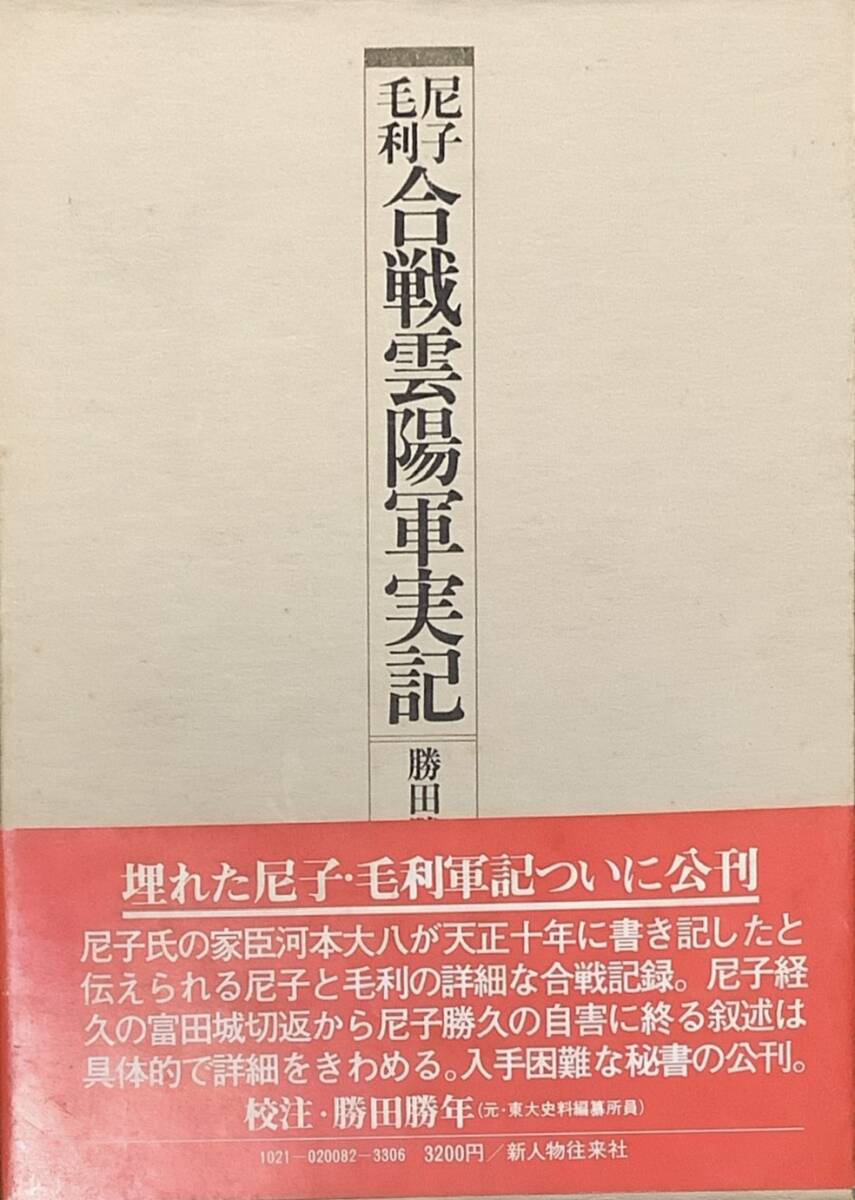 尼子
毛利
合戦雲陽軍実記
勝田
埋れた尼子・毛利軍記ついに公刊
尼子氏の家臣河本大八が天正十年に書き記したと
伝えられる尼子と毛利の詳細な合戦記録。尼子経
久の富田城切返から尼子勝久の自害に終る叙述は
具体的で詳細をきわめる。入手困難な秘書の公刊。
校注・勝田勝年(元・東大史料編纂所員)
1021-020082-3306 3200円/新人物往来社